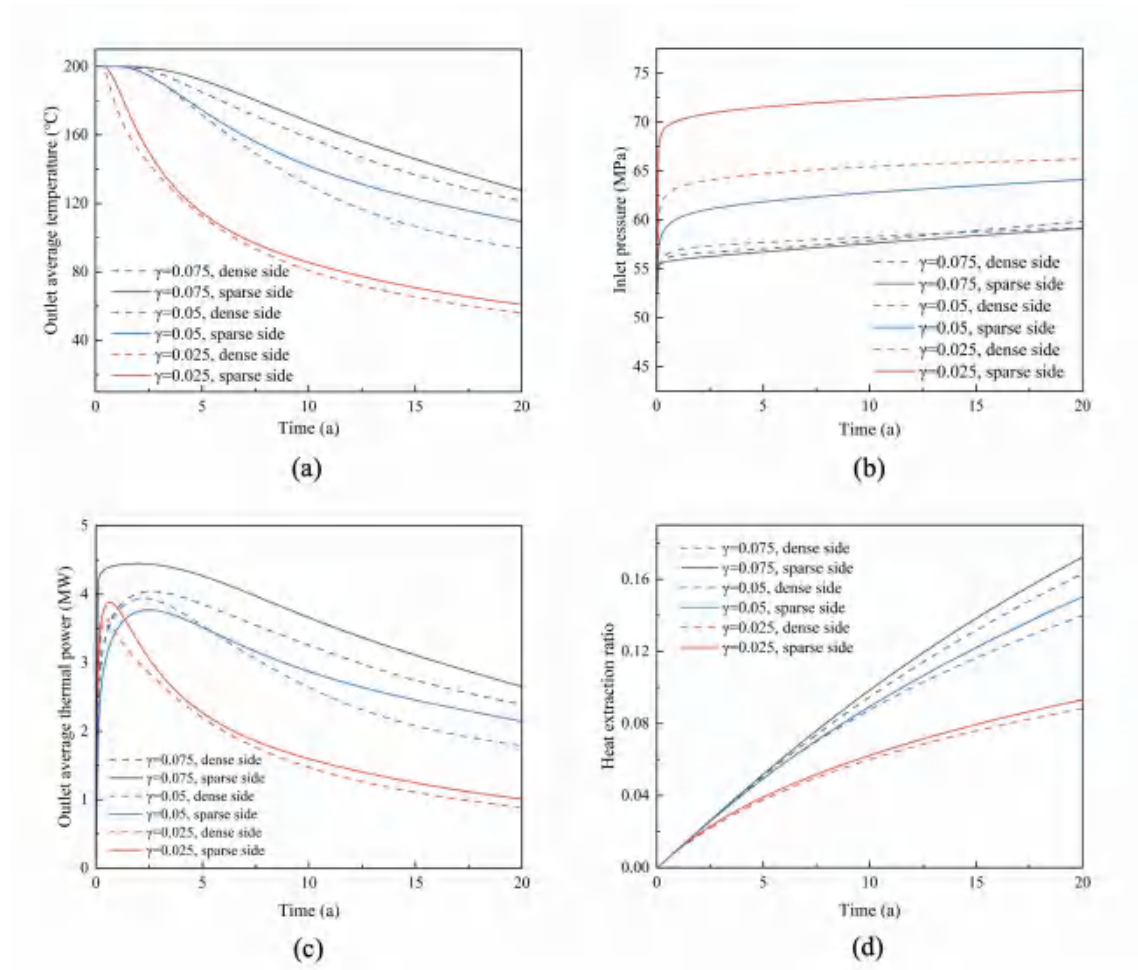 200
160
120
80
40
Outlet average temperature (°C)
γ=0.075, dense side
γ=0.075, sparse side
γ=0.05, dense side
γ=0.05, sparse side
γ=0.025, dense side
γ=0.025, sparse side
0 5 10 15 20
Time (a)
(a)
75
70
65
60
55
50
45
Inlet pressure (MPa)
γ=0.075, dense side
γ=0.075, sparse side
γ=0.05, dense side
γ=0.05, sparse side
γ=0.025, dense side
γ=0.025, sparse side
0 5 10 15 20
Time (a)
(b)
5
4
3
2
1
0
Outlet average thermal power (MW)
γ=0.075, dense side
γ=0.075, sparse side
γ=0.05, dense side
γ=0.05, sparse side
γ=0.025, dense side
γ=0.025, sparse side
0 5 10 15 20
Time (a)
(c)
0.16
0.12
0.08
0.04
0.00
Heat extraction ratio
γ=0.075, dense side
γ=0.075, sparse side
γ=0.05, dense side
γ=0.05, sparse side
γ=0.025, dense side
γ=0.025, sparse side
0 5 10 15 20
Time (a)
(d)